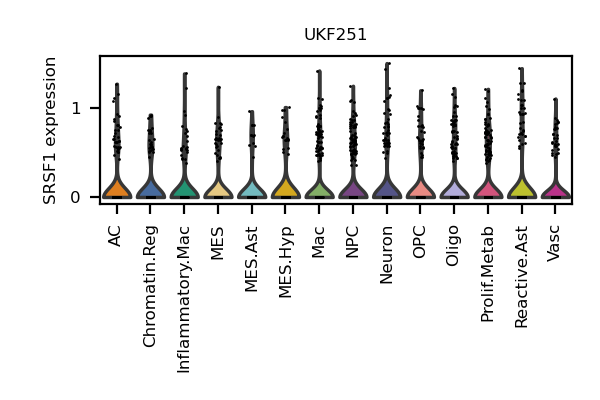 UKF251
SRSF1 expression
1
0
AC
Chromatin.Reg
Inflammatory.Mac
MES
MES.Ast
MES.Hyp
Mac
NPC
Neuron
OPC
Oligo
Prolif.Metab
Reactive.Ast
Vasc